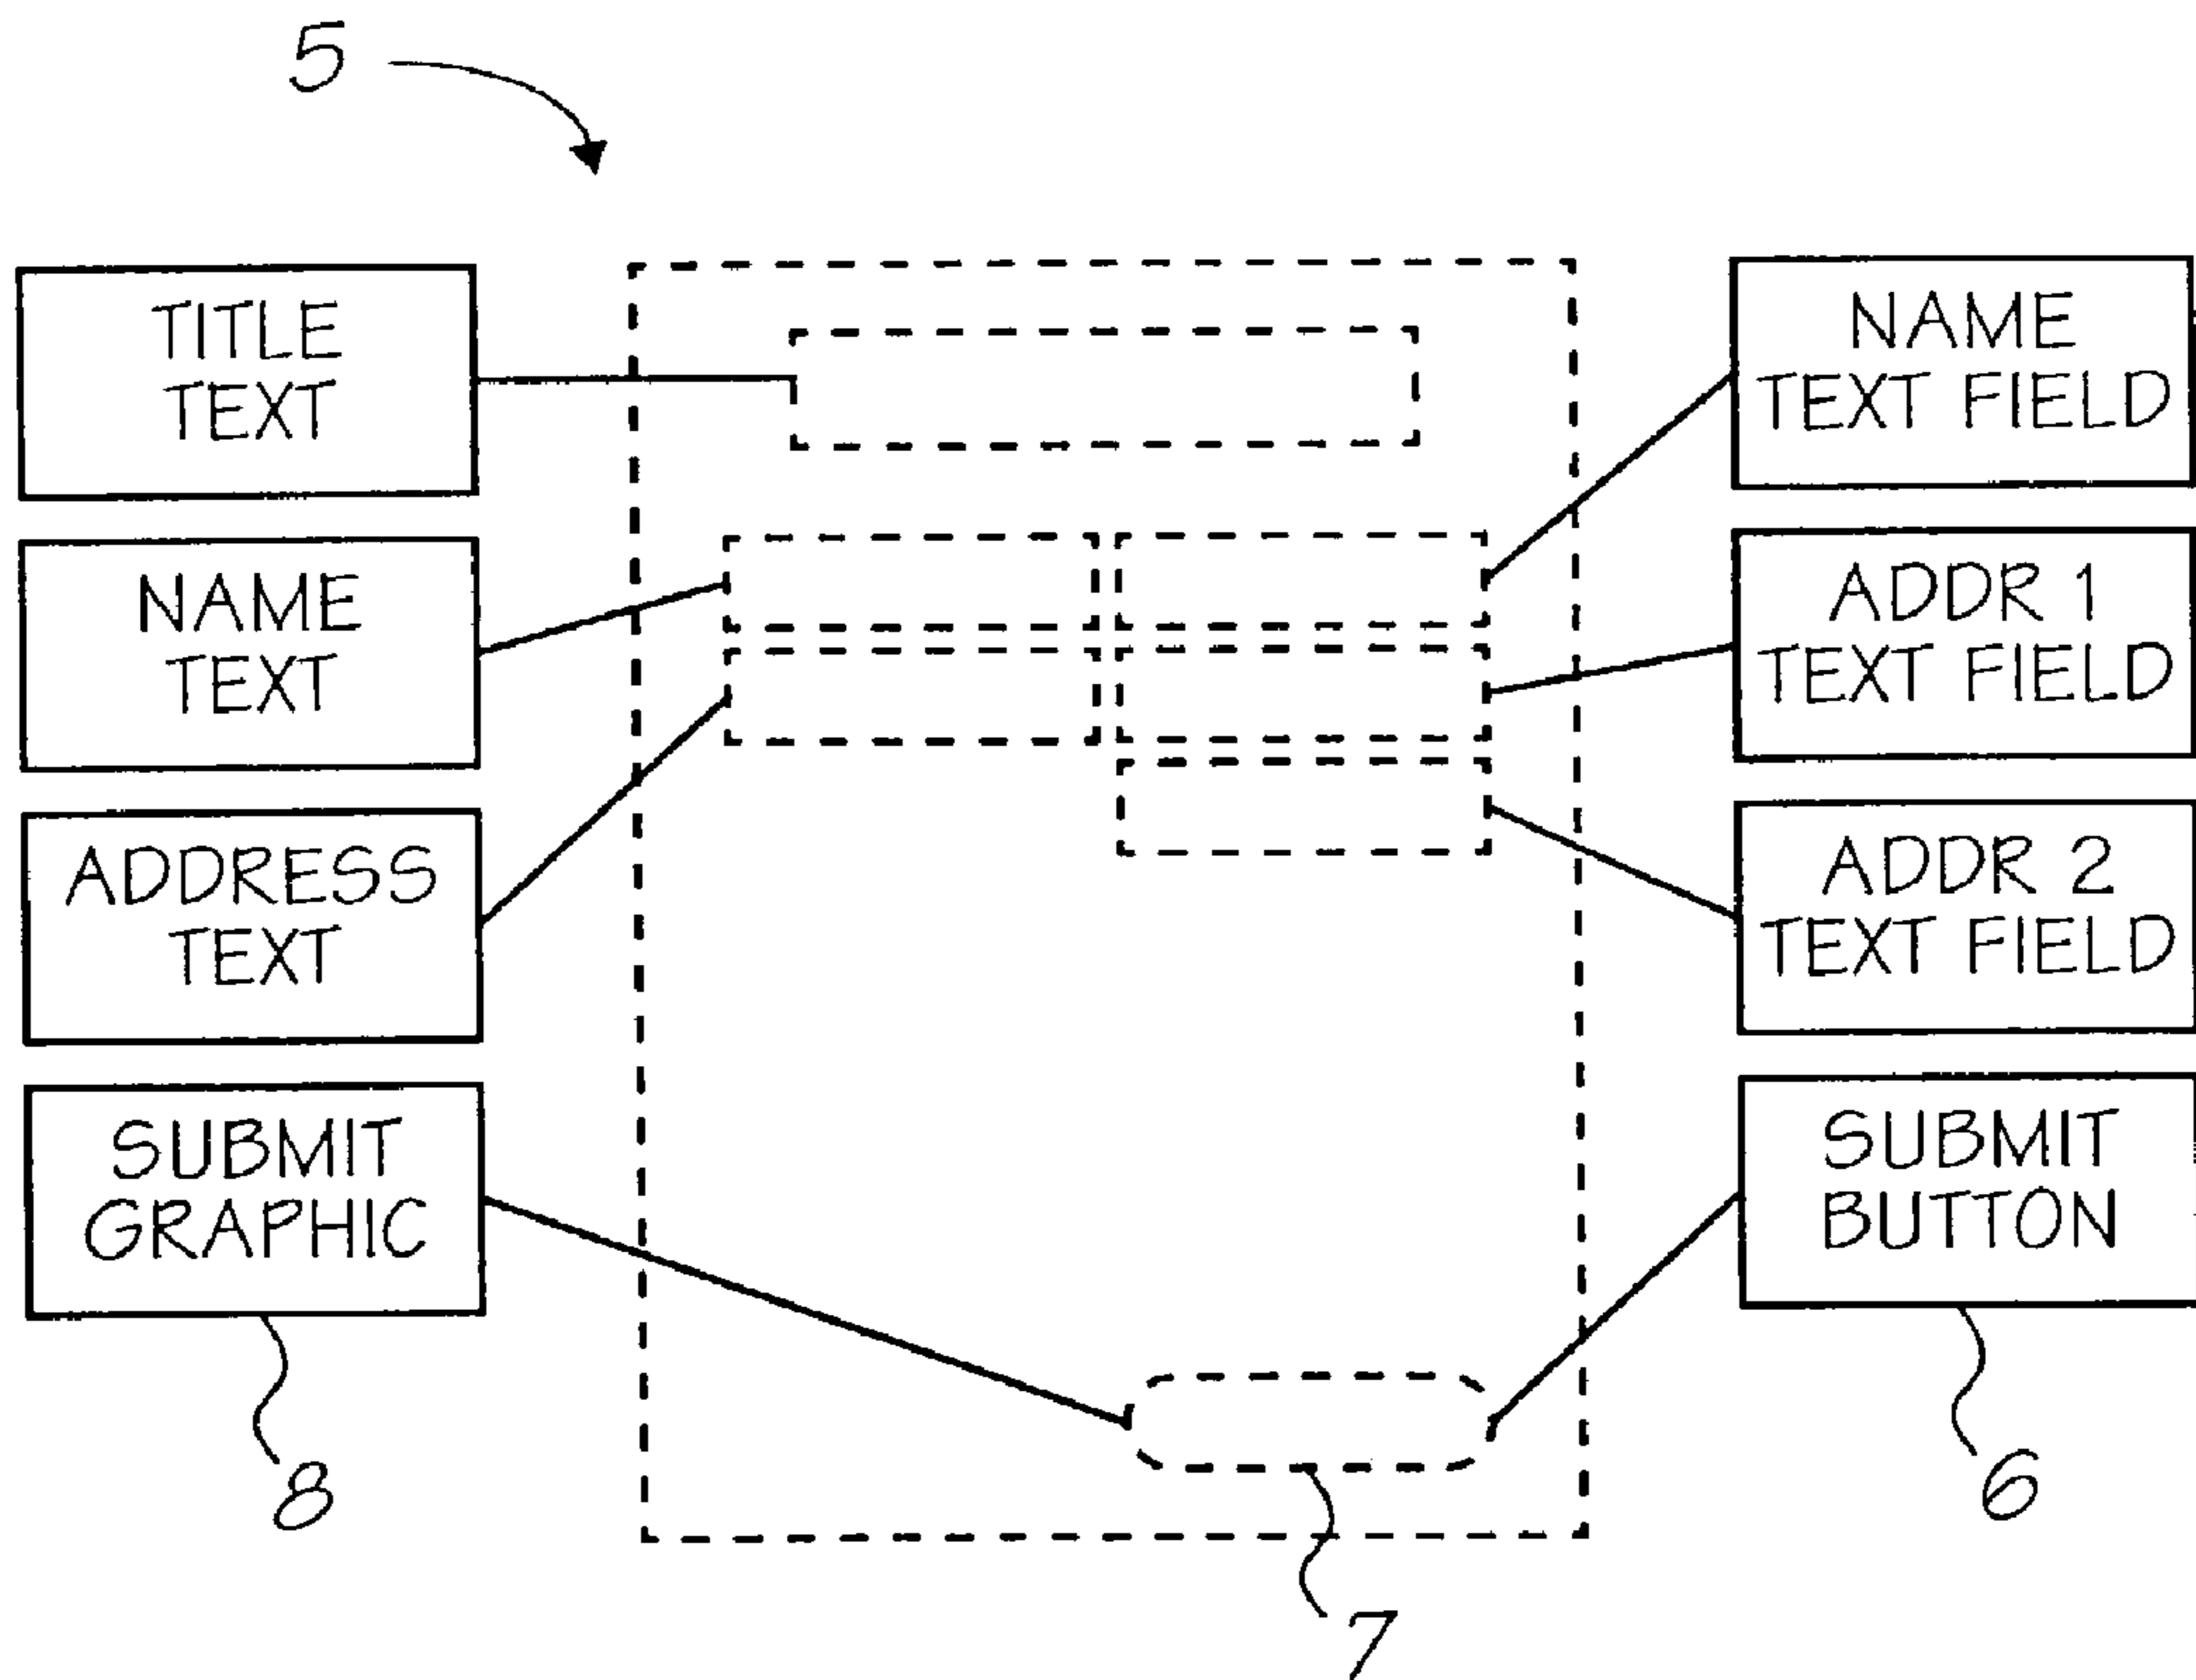 5
TITLE
TEXT
NAME
TEXT
ADDRESS
TEXT
SUBMIT
GRAPHIC
8
NAME
TEXT FIELD
ADDR 1
TEXT FIELD
ADDR 2
TEXT FIELD
SUBMIT
BUTTON
6
7